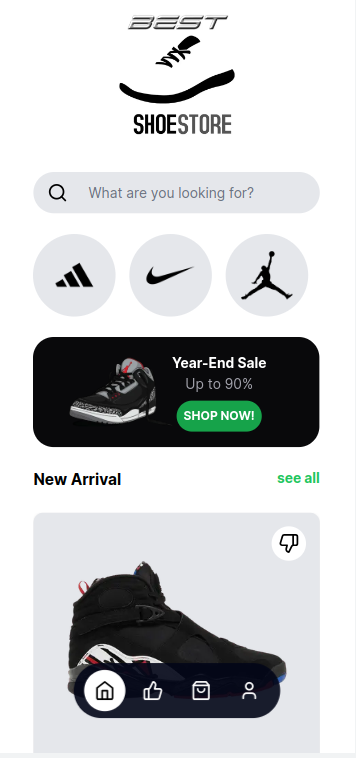 BEST
SHOESTORE
What are you looking for?
Year-End Sale
Up to 90%
SHOP NOW!
New Arrival
see all